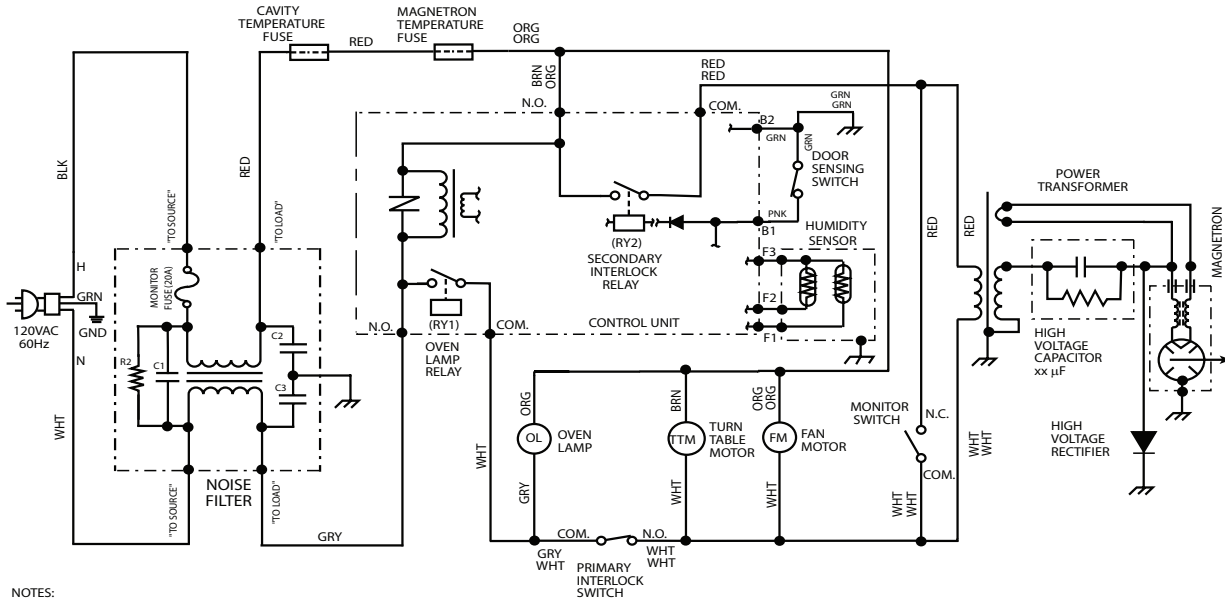 CAVITY
TEMPERATURE
FUSE
RED
MAGNETRON
TEMPERATURE
FUSE
ORG
ORG
BRN
ORG
RED
RED
N.O.
COM.
GRN
GRN
B2
GRN
GRN
DOOR
SENSING
SWITCH
PNK
B1
POWER
TRANSFORMER
BLK
RED
"TO SOURCE"
"TO LOAD"
(RY2)
SECONDARY
INTERLOCK
RELAY
HUMIDITY
SENSOR
F3
F2
F1
RED
RED
MAGNETRON
H
GRN
GND
120VAC
60Hz
N
MONITOR
FUSE(20A)
R2
C1
C2
C3
N.O.
(RY1)
COM.
CONTROL UNIT
OVEN
LAMP
RELAY
HIGH
VOLTAGE
CAPACITOR
xx µF
WHT
WHT
ORG
OL
OVEN
LAMP
GRY
BRN
TTM
TURN
TABLE
MOTOR
WHT
ORG
ORG
FM
FAN
MOTOR
WHT
MONITOR
SWITCH
N.C.
COM.
WHT
WHT
WHT
WHT
HIGH
VOLTAGE
RECTIFIER
NOISE
FILTER
"TO SOURCE"
"TO LOAD"
GRY
COM.
N.O.
GRY
WHT
WHT
WHT
PRIMARY
INTERLOCK
SWITCH
NOTES: